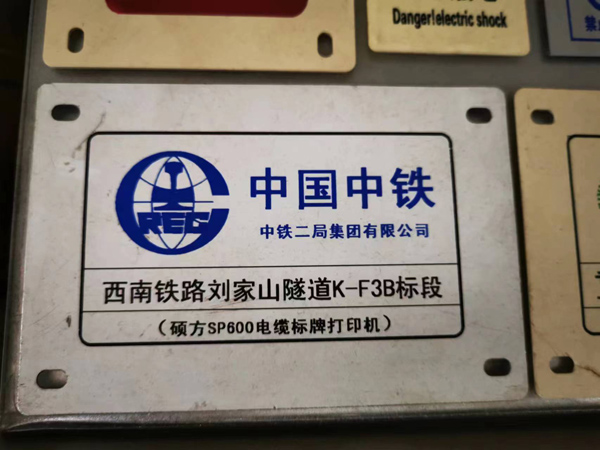 Danger!electric shock
REC
中国中铁
中铁二局集团有限公司
西南铁路刘家山隧道K-F3B标段
（硕方SP600电缆标牌打印机）